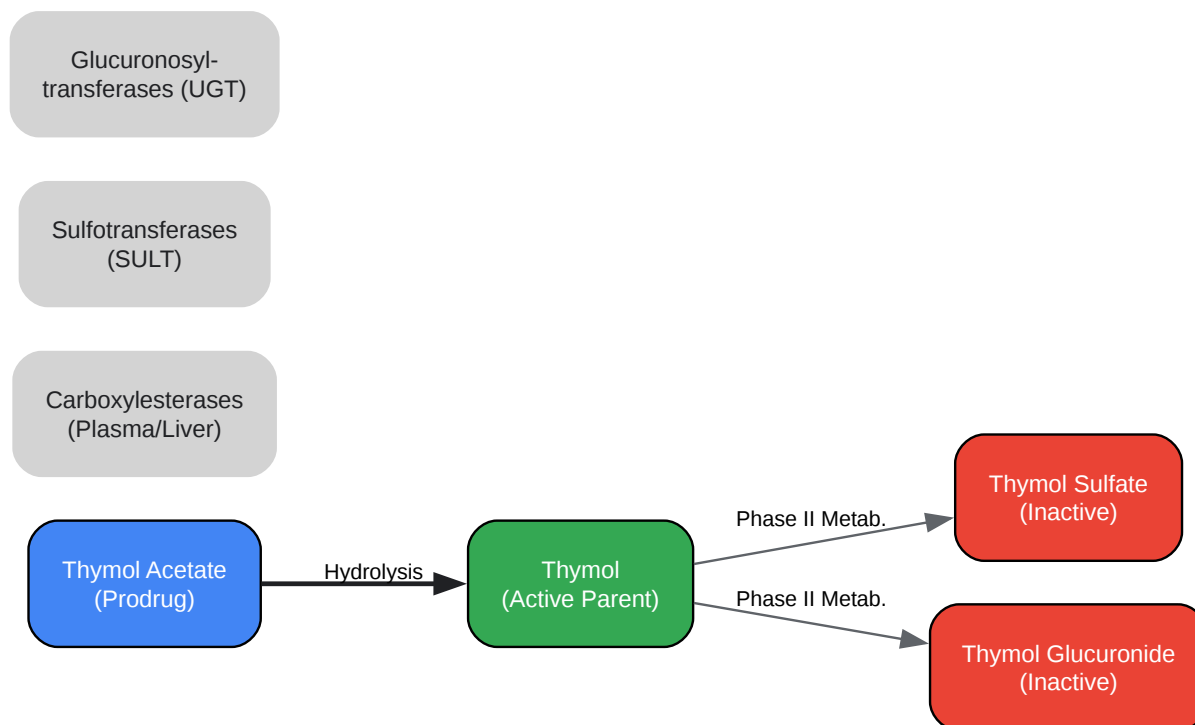 Glucuronosyl-
transferases (UGT)
Sulfotransferases
(SULT)
Carboxylesterases
(Plasma/Liver)
Thymol Acetate
(Prodrug)
Hydrolysis
Thymol
(Active Parent)
Phase II Metab.
Phase II Metab.
Thymol Sulfate
(Inactive)
Thymol Glucuronide
(Inactive)